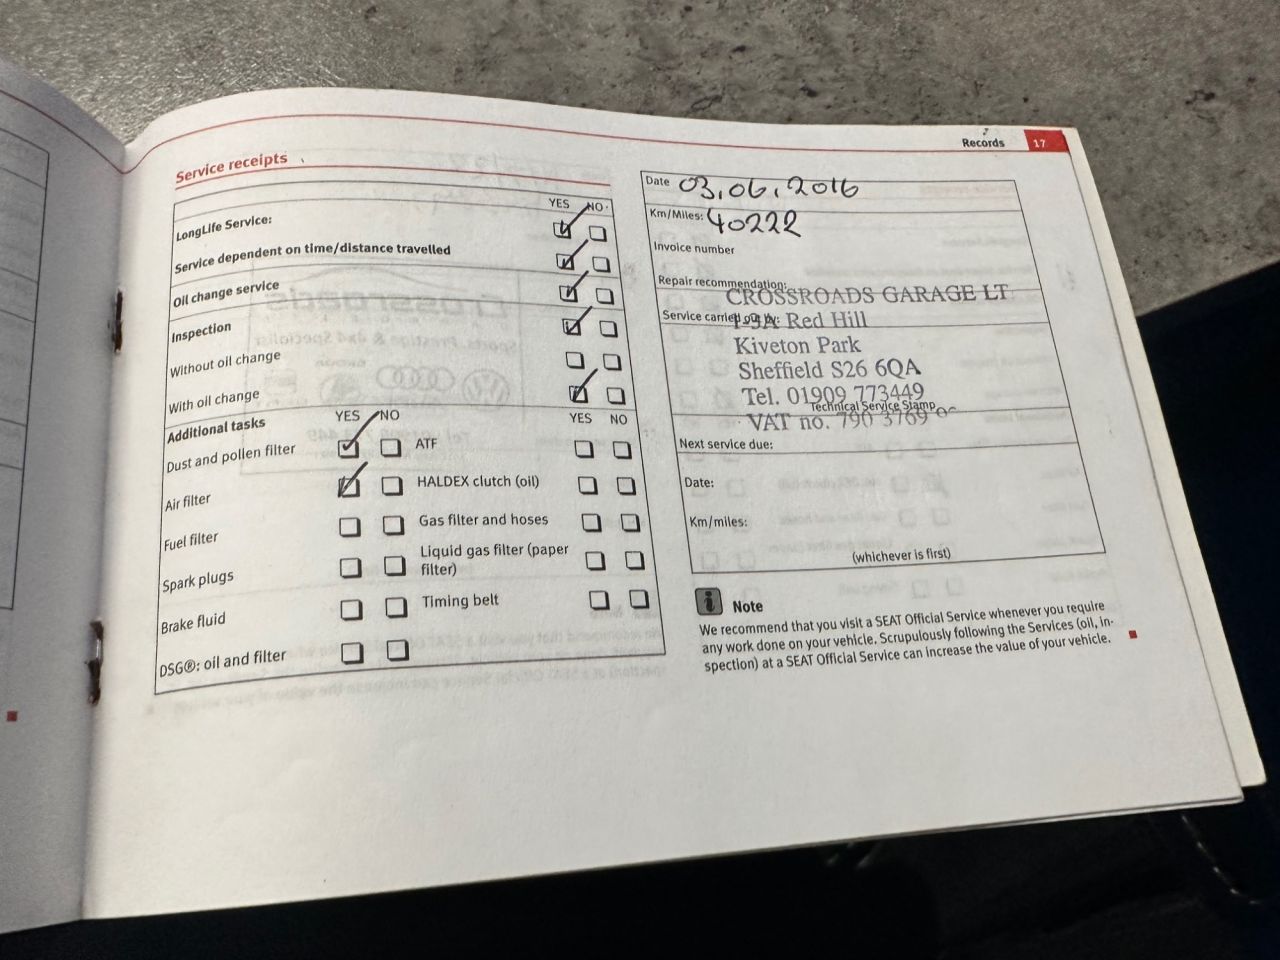 Records 17
Service receipts
YES NO
LongLife Service:
Service dependent on time/distance travelled
Oil change service
Inspection
Without oil change
With oil change
Additional tasks YES NO YES NO
Dust and pollen filter ATF
Air filter HALDEX clutch (oil)
Fuel filter Gas filter and hoses
Spark plugs Liquid gas filter (paper
filter)
Brake fluid Timing belt
DSG®: oil and filter
Date 03.06.2016
Km/Miles: 40222
Invoice number
Repair recommendation:
CROSSROADS GARAGE LT
Service carried out by:
Red Hill
Kiveton Park
Sheffield S26 6QA
Tel. 01909 773449
Technical Service Stamp
VAT no. 790 3769
Next service due:
Date:
Km/miles:
(whichever is first)
i Note
We recommend that you visit a SEAT Official Service whenever you require
any work done on your vehicle. Scrupulously following the Services (oil, in-
spection) at a SEAT Official Service can increase the value of your vehicle.